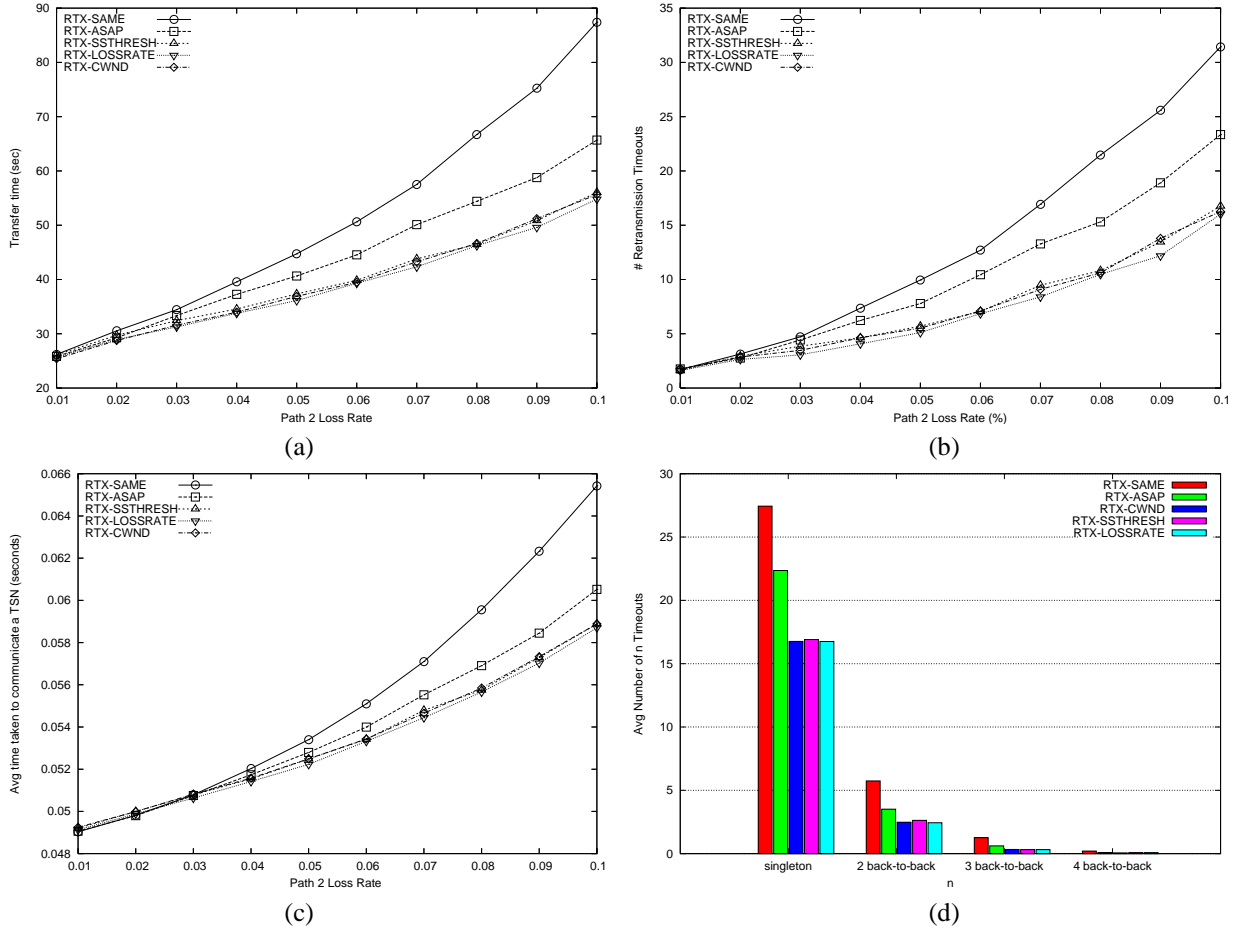 90
80
70
60
50
40
30
20
Transfer time (sec)
RTX-SAME
RTX-ASAP
RTX-SSTHRESH
RTX-LOSSRATE
RTX-CWND
0.01 0.02 0.03 0.04 0.05 0.06 0.07 0.08 0.09 0.1
Path 2 Loss Rate
(a)
35
30
25
20
15
10
5
0
# Retransmission Timeouts
RTX-SAME
RTX-ASAP
RTX-SSTHRESH
RTX-LOSSRATE
RTX-CWND
0.01 0.02 0.03 0.04 0.05 0.06 0.07 0.08 0.09 0.1
Path 2 Loss Rate (%)
(b)
0.066
0.064
0.062
0.06
0.058
0.056
0.054
0.052
0.05
0.048
Avg time taken to communicate a TSN (seconds)
RTX-SAME
RTX-ASAP
RTX-SSTHRESH
RTX-LOSSRATE
RTX-CWND
0.01 0.02 0.03 0.04 0.05 0.06 0.07 0.08 0.09 0.1
Path 2 Loss Rate
(c)
30
25
20
15
10
5
0
Avg Number of n Timeouts
RTX-SAME
RTX-ASAP
RTX-CWND
RTX-SSTHRESH
RTX-LOSSRATE
singleton 2 back-to-back 3 back-to-back 4 back-to-back
n
(d)